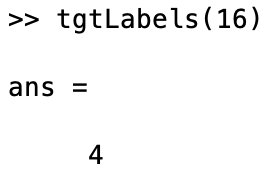 >> tgtLabels(16)
ans =
4